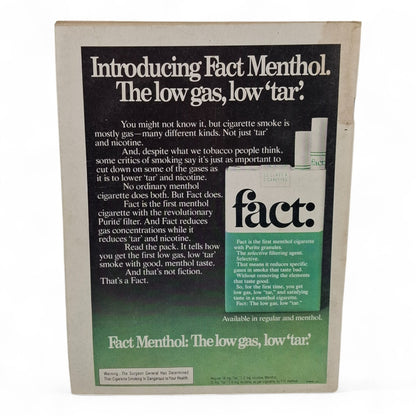 Introducing Fact Menthol.
The low gas, low 'tar'.
You might not know it, but cigarette smoke is
mostly gas—many different kinds. Not just 'tar'
and nicotine.
And, despite what we tobacco people think,
some critics of smoking say it's just as important to
cut down on some of the gases as
it is to lower 'tar' and nicotine.
No ordinary menthol
cigarette does both. But Fact does.
Fact is the first menthol
cigarette with the revolutionary
Purite® filter. And Fact reduces
gas concentrations while it
reduces 'tar' and nicotine.
Read the pack. It tells how
you get the first low gas, low 'tar'
smoke with good, menthol taste.
And that's not fiction.
That's a Fact.
fact:
fact:
Fact is the first menthol cigarette
with Purite granules.
The selective filtering agent.
Selective.
That means it reduces specific
gases in smoke that taste bad.
Without removing the elements
that taste good.
So, for the first time, you get
low gas, low "tar," and satisfying
taste in a menthol cigarette.
Fact: The low gas, low "tar."
Available in regular and menthol.
Fact Menthol: The low gas, low 'tar'.
Warning: The Surgeon General Has Determined
That Cigarette Smoking Is Dangerous to Your Health.